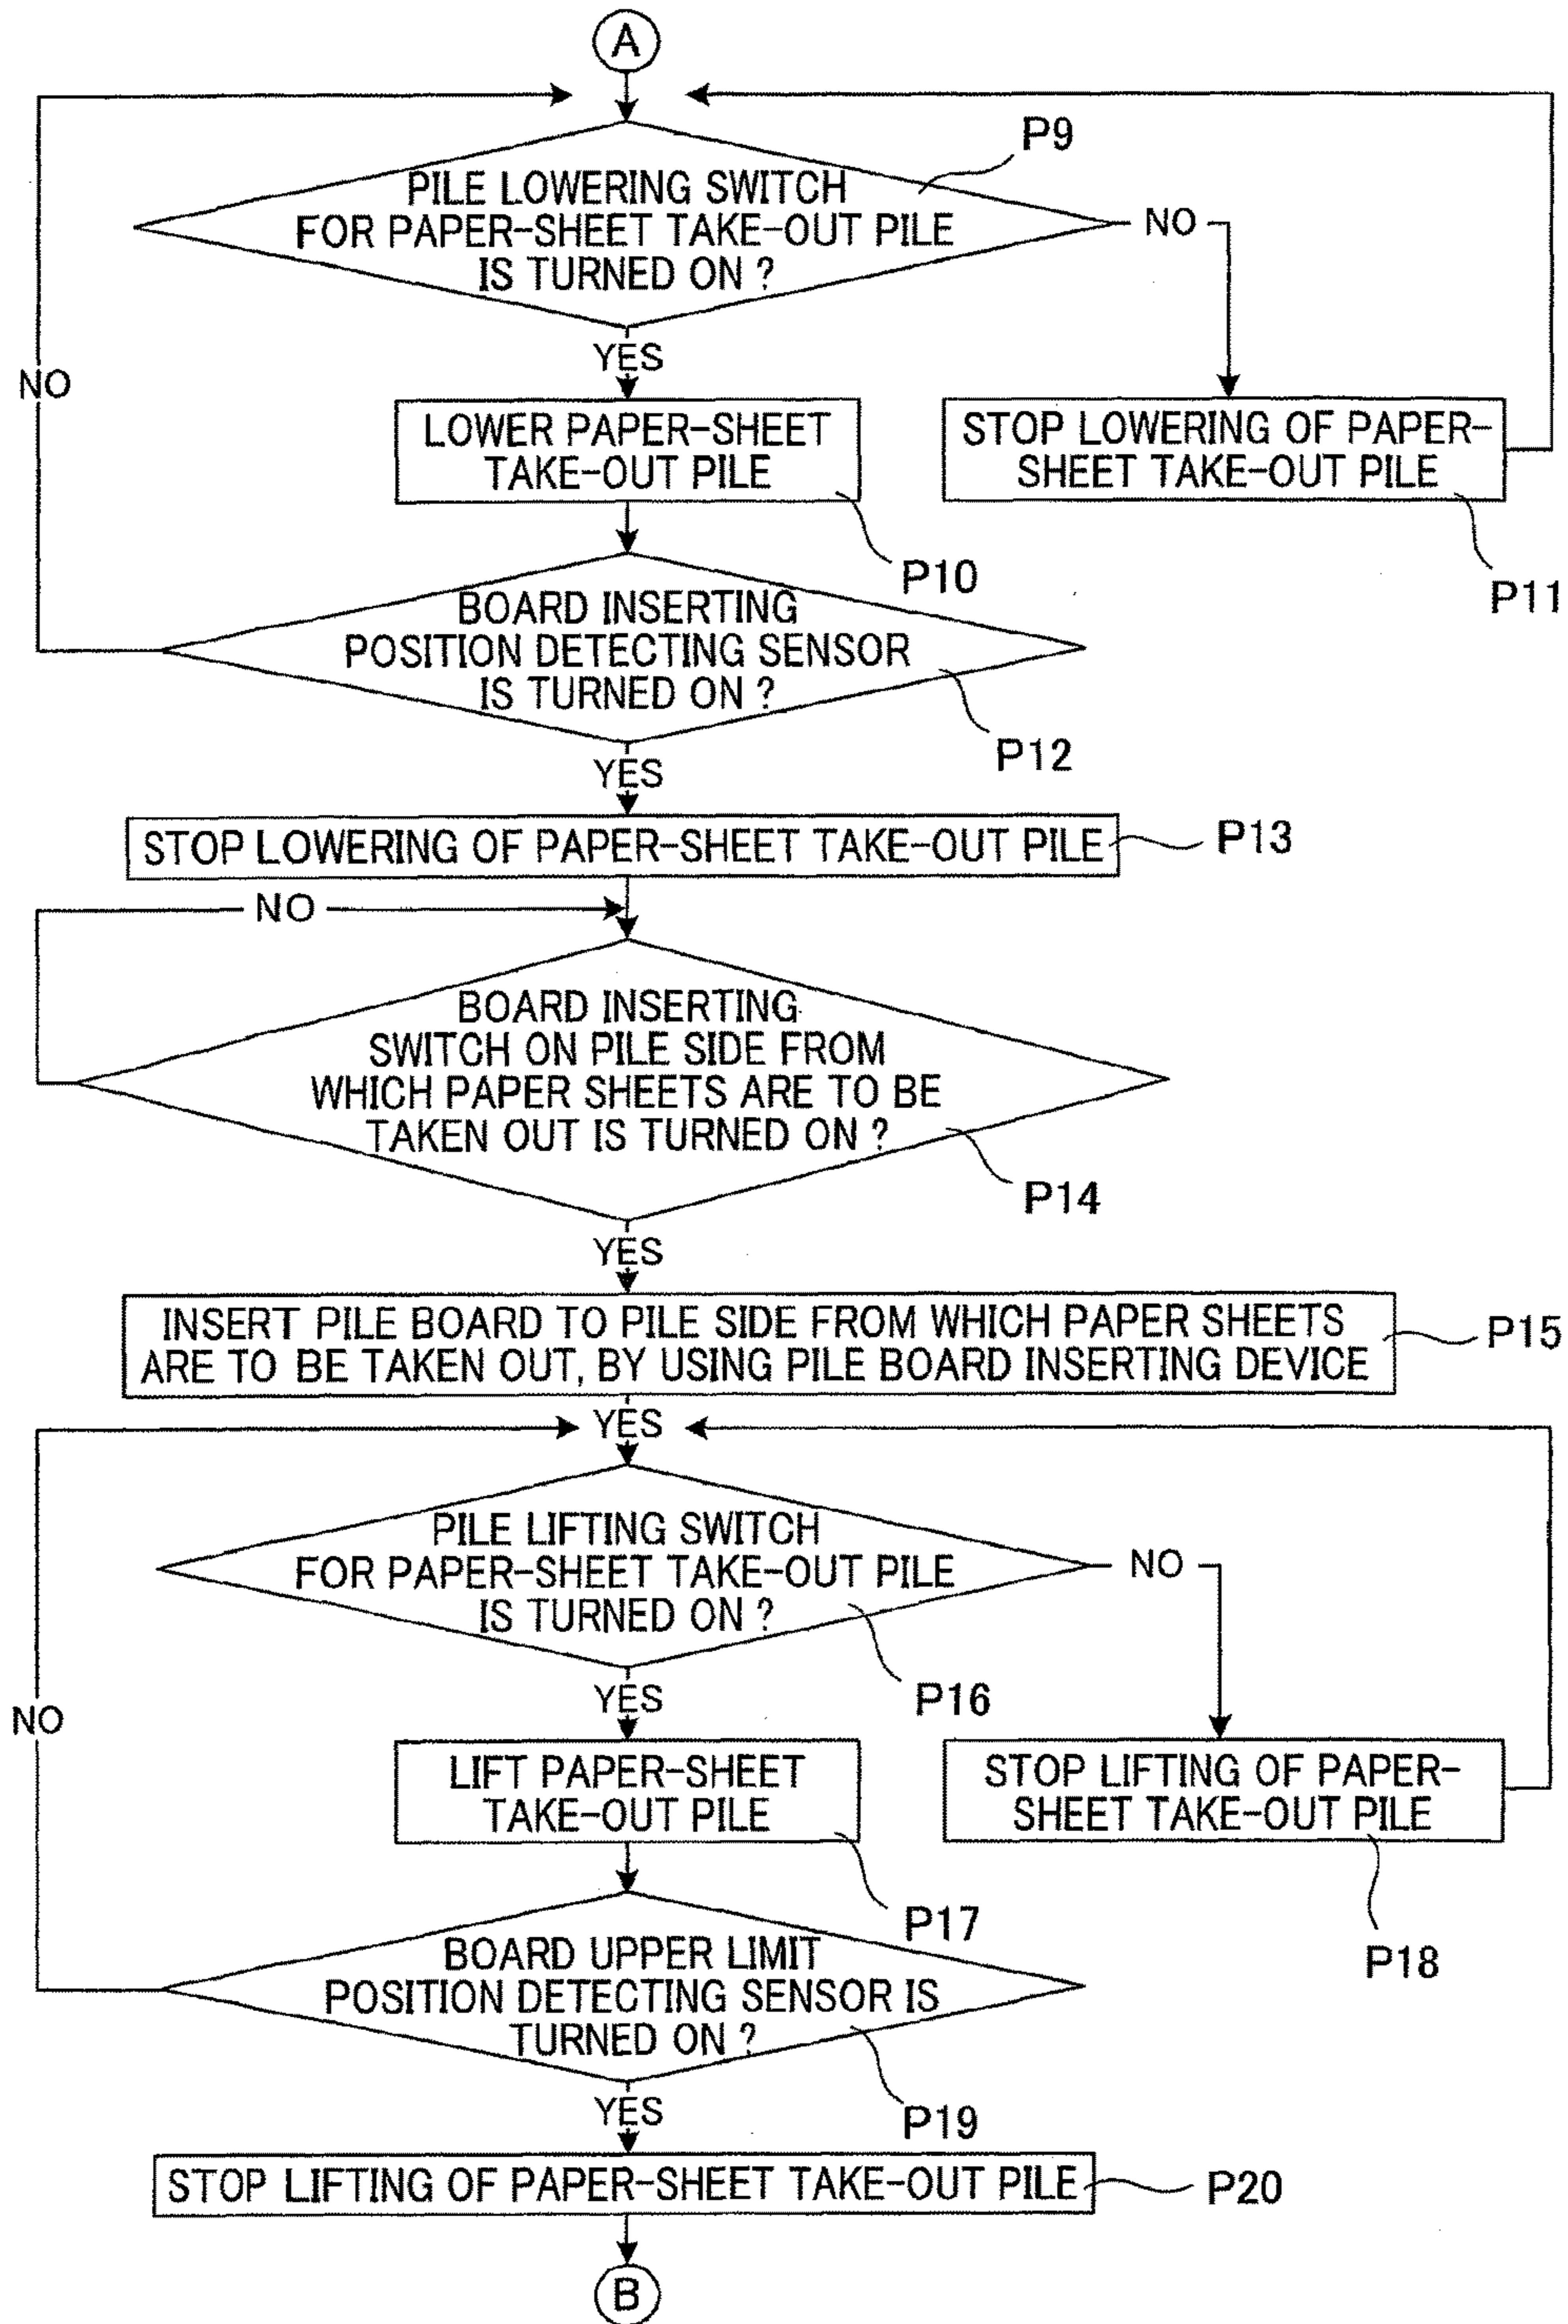 A
P9
PILE LOWERING SWITCH
FOR PAPER-SHEET TAKE-OUT PILE
IS TURNED ON ?
NO
YES
NO
LOWER PAPER-SHEET
TAKE-OUT PILE
STOP LOWERING OF PAPER-
SHEET TAKE-OUT PILE
P10
P11
BOARD INSERTING
POSITION DETECTING SENSOR
IS TURNED ON ?
P12
YES
STOP LOWERING OF PAPER-SHEET TAKE-OUT PILE
P13
NO
BOARD INSERTING
SWITCH ON PILE SIDE FROM
WHICH PAPER SHEETS ARE TO BE
TAKEN OUT IS TURNED ON ?
P14
YES
INSERT PILE BOARD TO PILE SIDE FROM WHICH PAPER SHEETS
ARE TO BE TAKEN OUT, BY USING PILE BOARD INSERTING DEVICE
P15
YES
PILE LIFTING SWITCH
FOR PAPER-SHEET TAKE-OUT PILE
IS TURNED ON ?
NO
P16
YES
NO
LIFT PAPER-SHEET
TAKE-OUT PILE
STOP LIFTING OF PAPER-
SHEET TAKE-OUT PILE
P17
P18
BOARD UPPER LIMIT
POSITION DETECTING SENSOR IS
TURNED ON ?
P19
YES
STOP LIFTING OF PAPER-SHEET TAKE-OUT PILE
P20
B